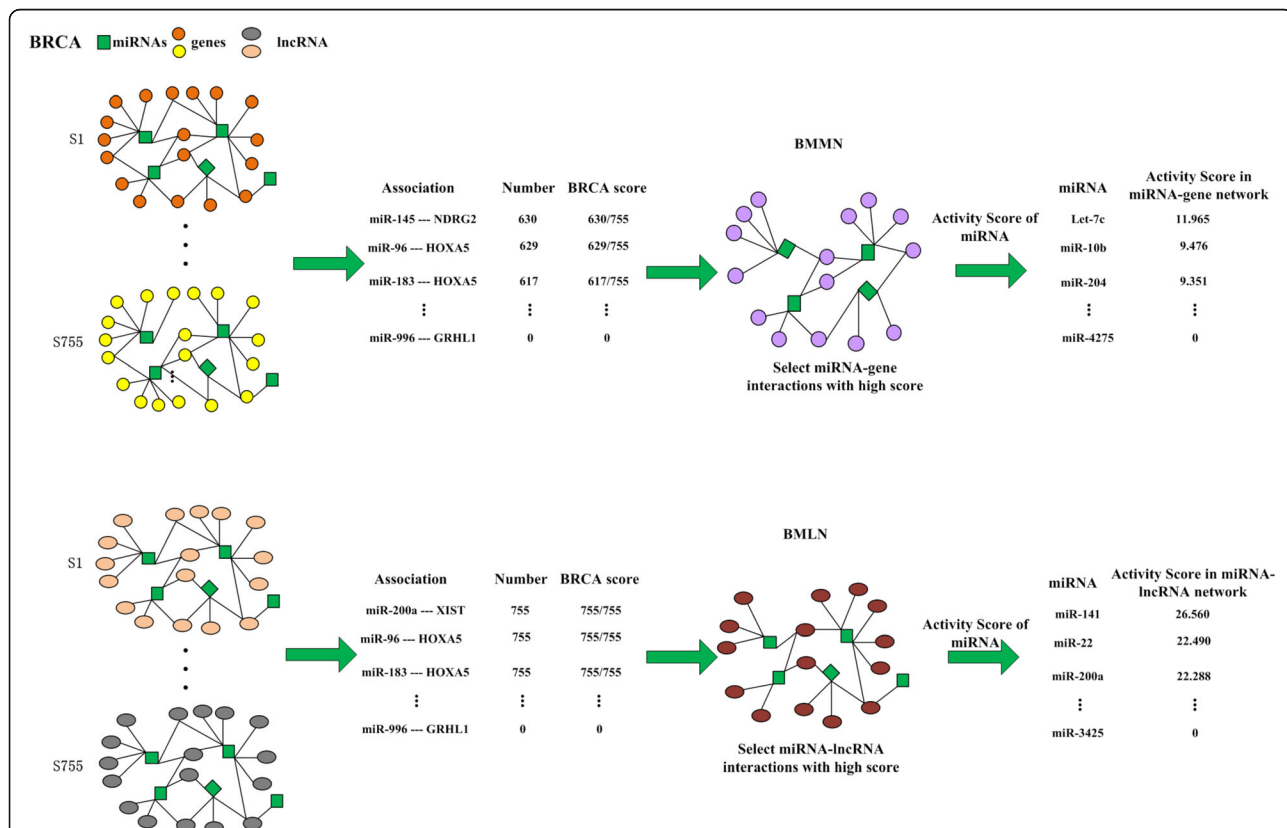 BRCA miRNAs genes lncRNA
S1
S755
Association Number BRCA score
miR-145 --- NDRG2 630 630/755
miR-96 --- HOXA5 629 629/755
miR-183 --- HOXA5 617 617/755
miR-996 --- GRHL1 0 0
BMMN
Select miRNA-gene
interactions with high score
Activity Score of
miRNA
miRNA Activity Score in
miRNA-gene network
Let-7c 11.965
miR-10b 9.476
miR-204 9.351
miR-4275 0
S1
S755
Association Number BRCA score
miR-200a --- XIST 755 755/755
miR-96 --- HOXA5 755 755/755
miR-183 --- HOXA5 755 755/755
miR-996 --- GRHL1 0 0
BMLN
Select miRNA-lncRNA
interactions with high score
Activity Score of
miRNA
miRNA Activity Score in miRNA-
lncRNA network
miR-141 26.560
miR-22 22.490
miR-200a 22.288
miR-3425 0